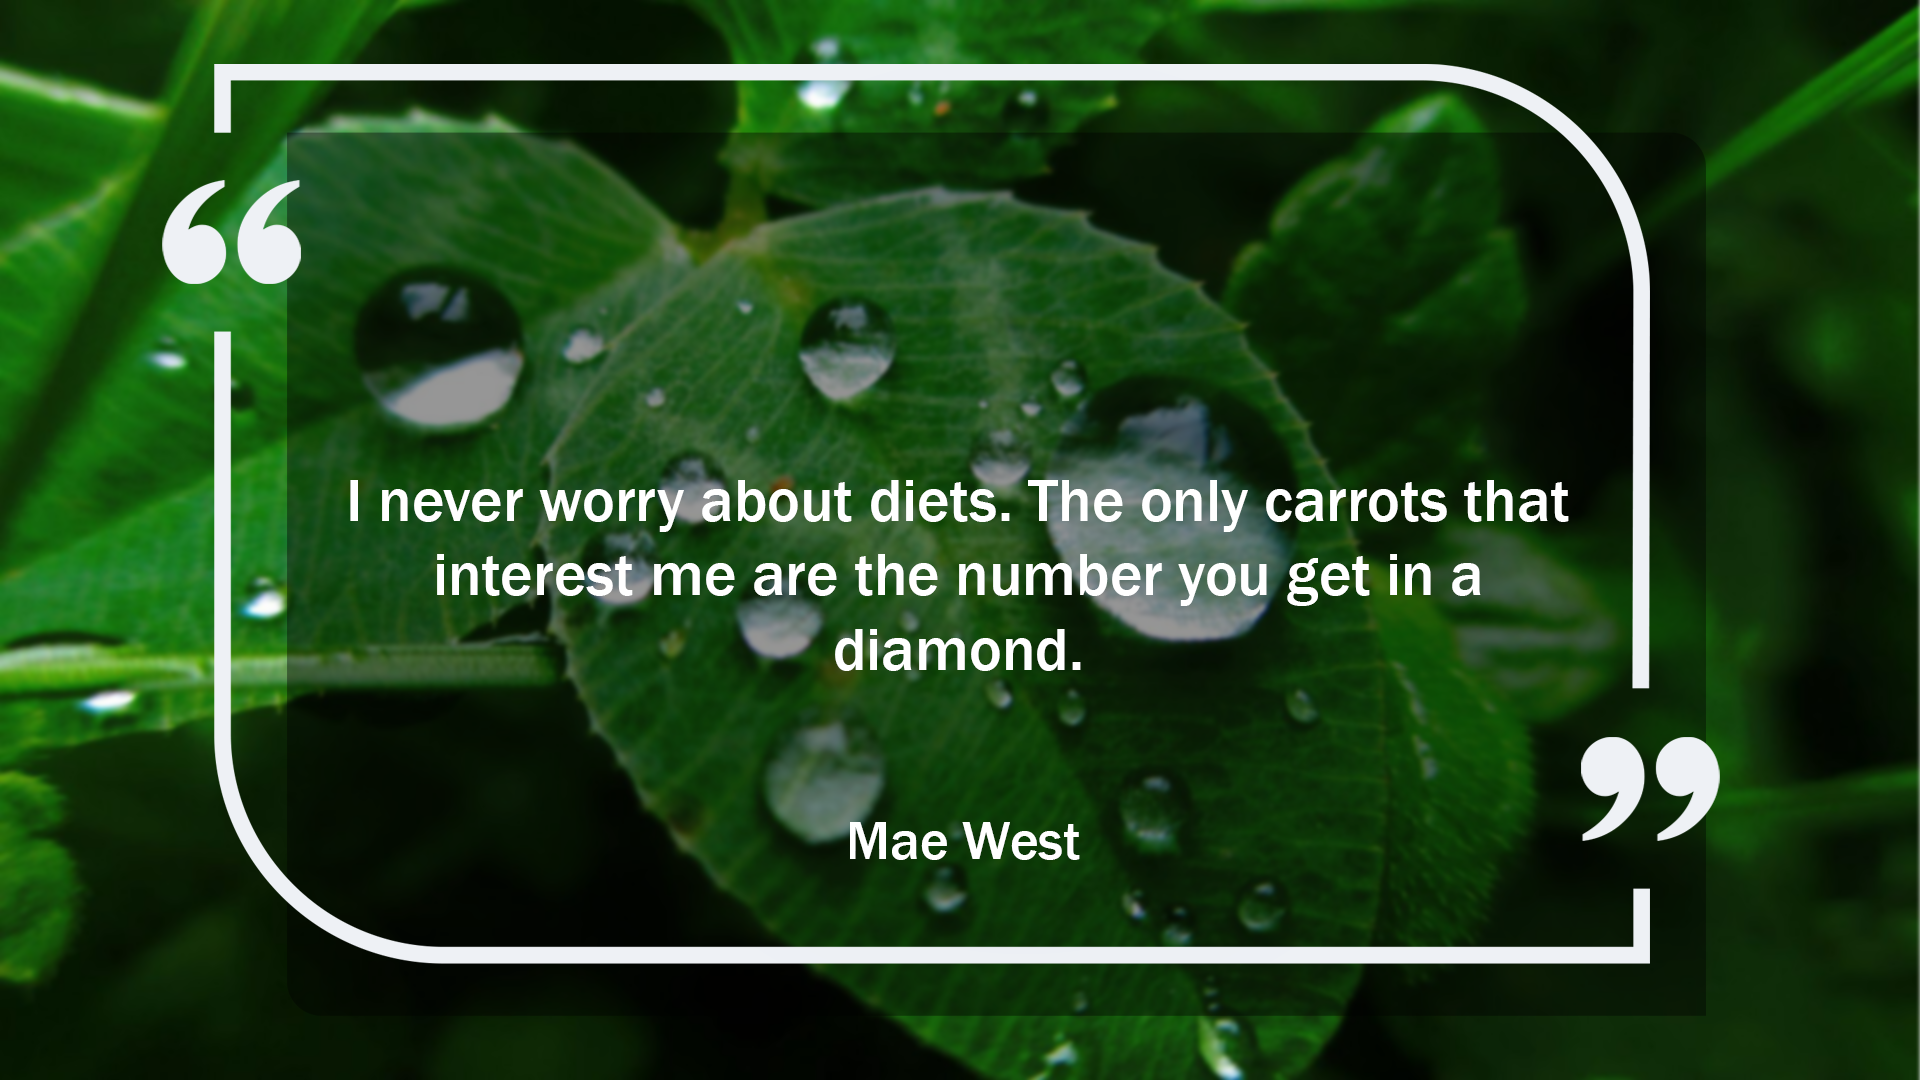 I never worry about diets. The only carrots that
interest me are the number you get in a
diamond.
Mae West